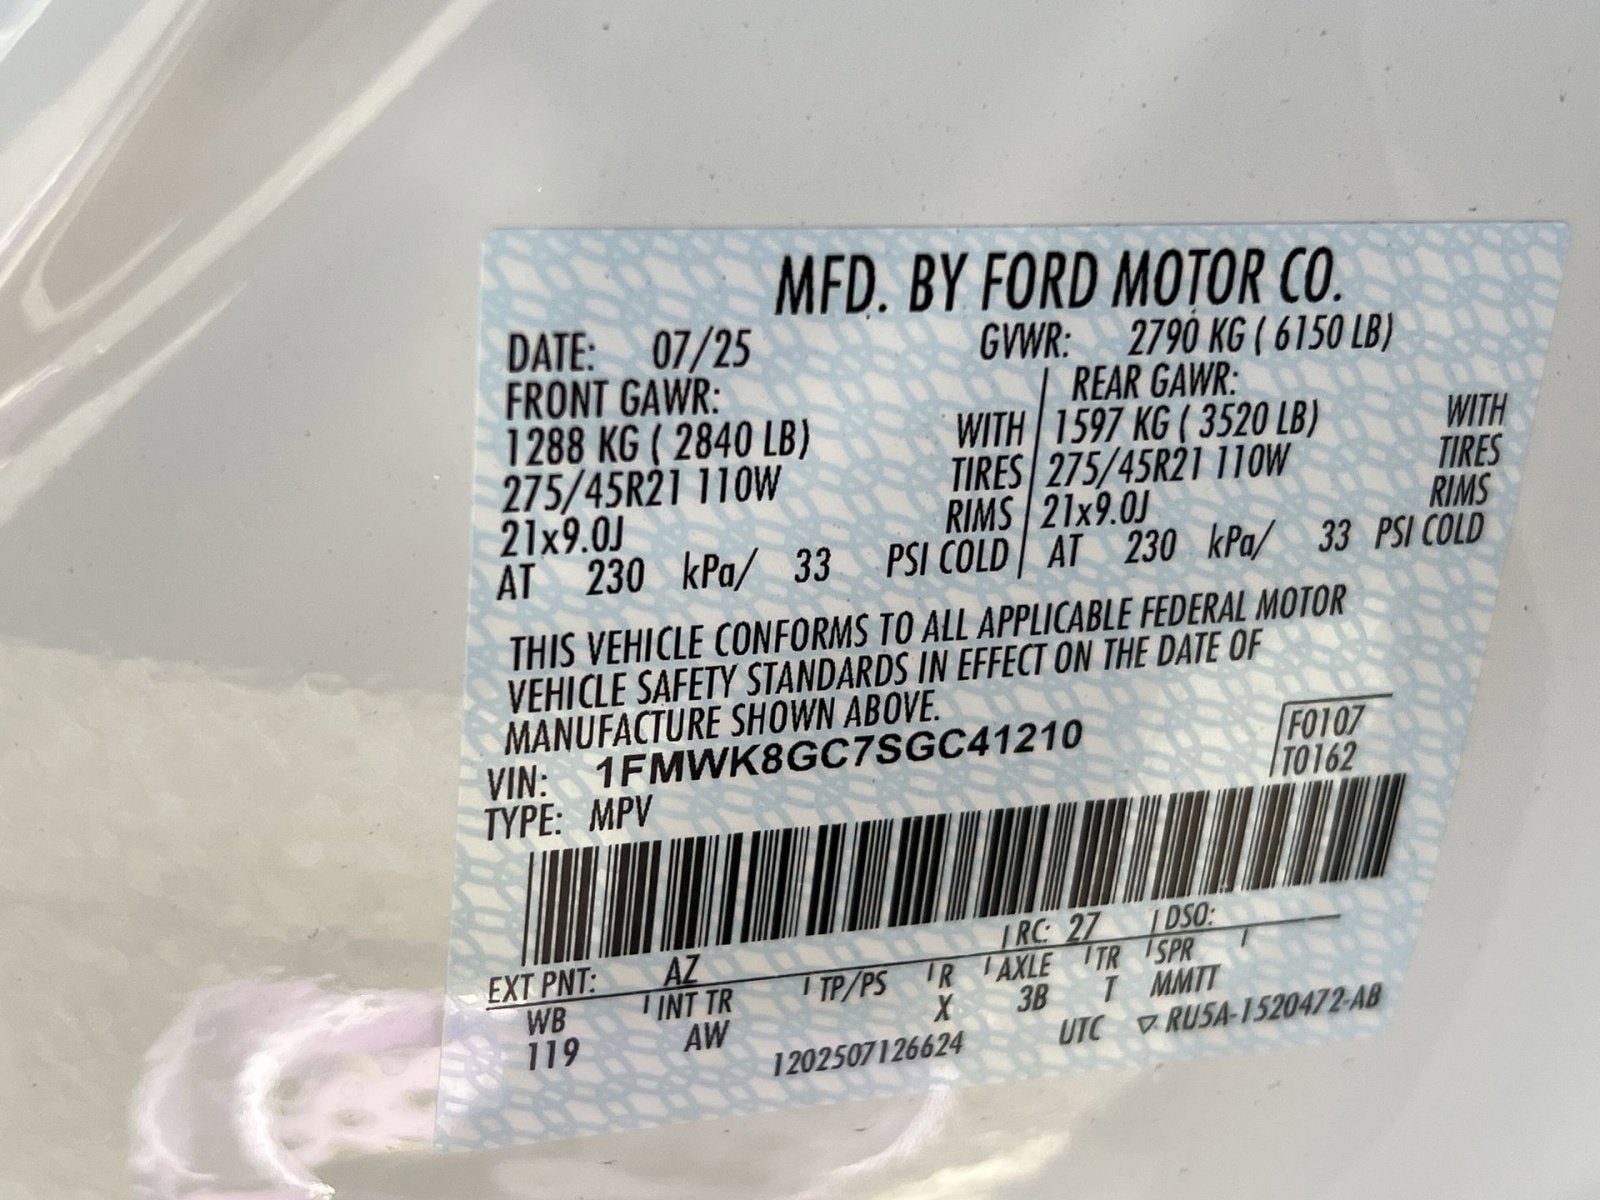 MFD. BY FORD MOTOR CO.
DATE: 07/25 GVWR: 2790 KG ( 6150 LB)
FRONT GAWR: REAR GAWR:
1288 KG ( 2840 LB) WITH 1597 KG ( 3520 LB) WITH
275/45R21 110W TIRES 275/45R21 110W TIRES
21x9.0J RIMS 21x9.0J RIMS
AT 230 kPa/ 33 PSI COLD AT 230 kPa/ 33 PSI COLD
THIS VEHICLE CONFORMS TO ALL APPLICABLE FEDERAL MOTOR
VEHICLE SAFETY STANDARDS IN EFFECT ON THE DATE OF
MANUFACTURE SHOWN ABOVE.
VIN: 1FMWK8GC7SGC41210 F0107
TYPE: MPV T0162
EXT PNT: AZ RC: 27 DSO:
WB INT TR TP/PS R AXLE TR SPR
119 AW X 3B T MMTT
1202507126624 UTC ▽ RU5A-1520472-AB